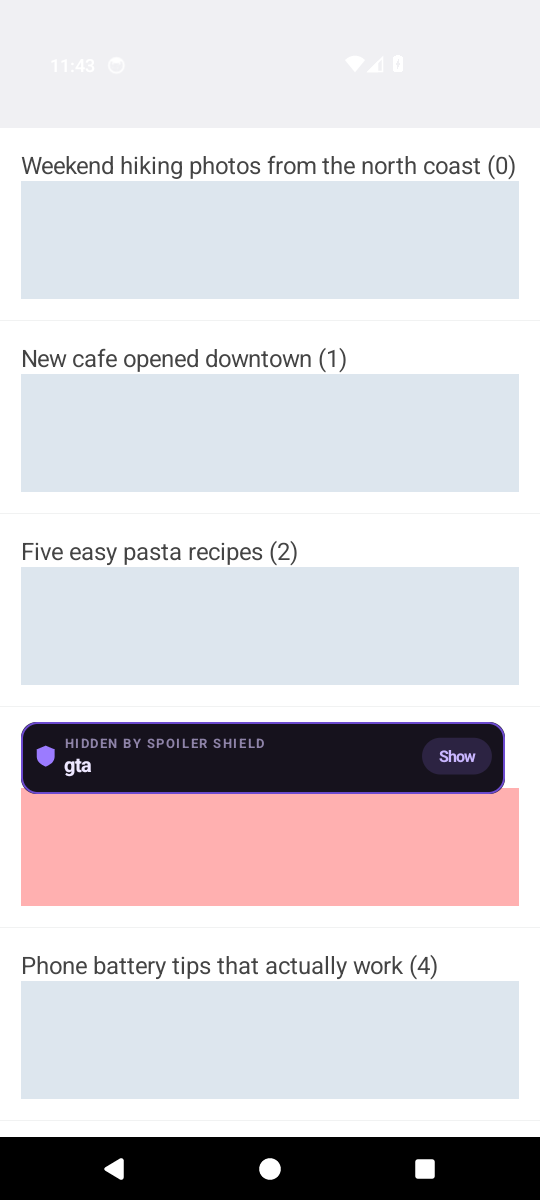 11:43
Weekend hiking photos from the north coast (0)
New cafe opened downtown (1)
Five easy pasta recipes (2)
HIDDEN BY SPOILER SHIELD
gta
Show
Phone battery tips that actually work (4)